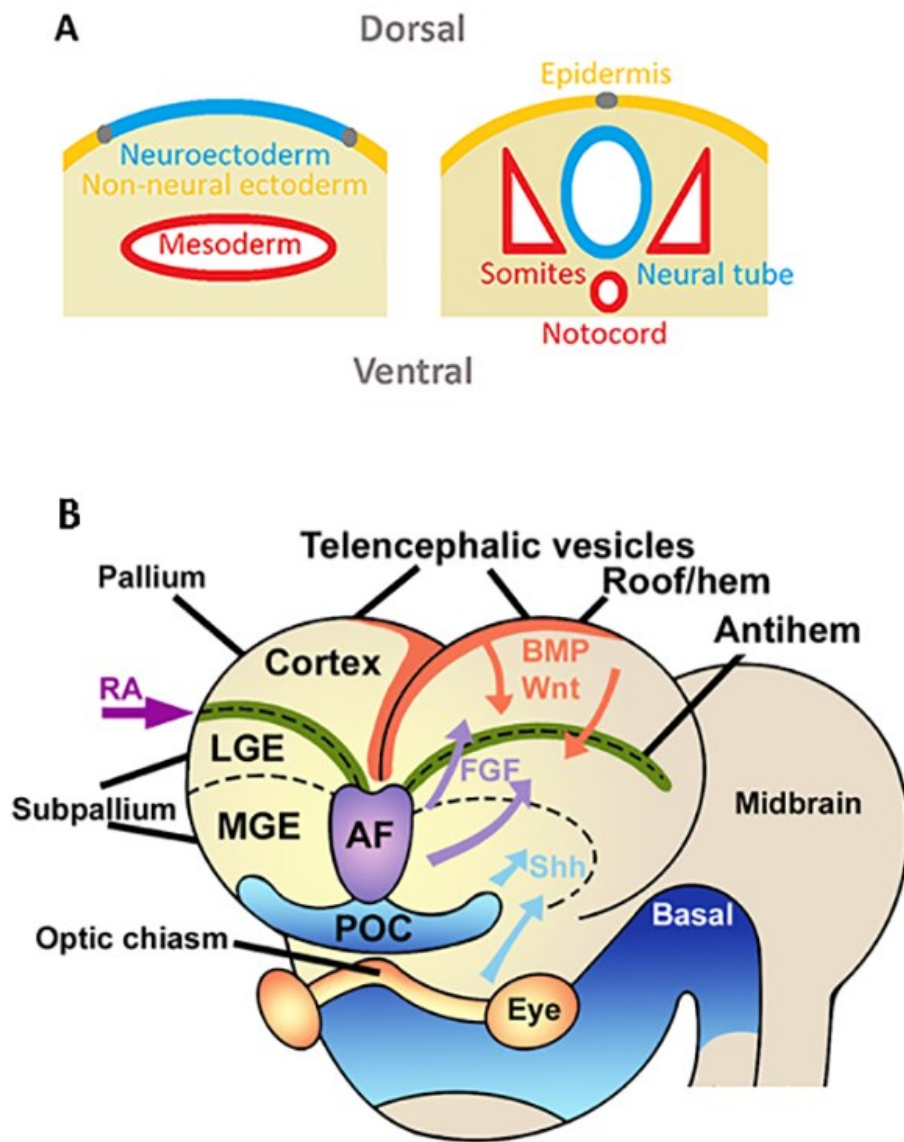 A
Dorsal
Neuroectoderm
Non-neural ectoderm
Mesoderm
Epidermis
Somites
Neural tube
Notocord
Ventral
B
Telencephalic vesicles
Pallium
Roof/hem
Antihem
Cortex
BMP
Wnt
RA
LGE
FGF
Subpallium
MGE
AF
Midbrain
Shh
POC
Basal
Optic chiasm
Eye